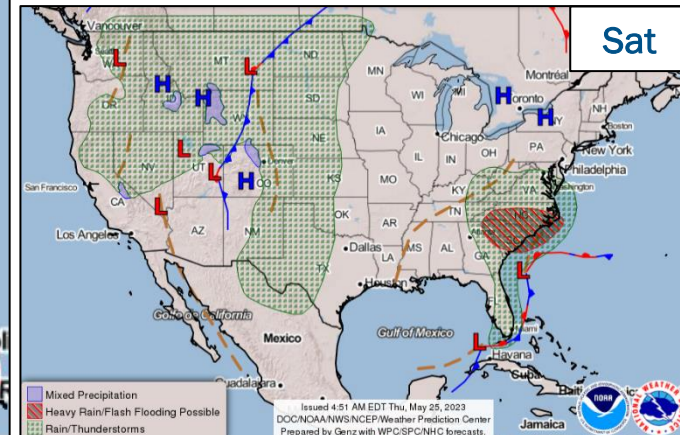 Sat
Vancouver
Seattle
W
MT
ND
MN
Montréal
ID
OR
SD
WI
MI
Toronto
NH
NY
Boston
W
IA
Chicago
PA
New York
NE
IL
IN
OH
Philadelphia
NV
UT
Denver
CO
KS
MO
KY
VA
Washington
San Francisco
CA
TN
NC
OK
AR
Los Angeles
AZ
NM
MS
AL
GA
Dallas
LA
TX
Houston
FL
Golfo de California
Miami
Mexico
Gulf of Mexico
Havana
Cuba
Guadalajara
Jamaica
L
H
H
L
H
H
L
L
H
L
L
L
Mixed Precipitation
Heavy Rain/Flash Flooding Possible
Rain/Thunderstorms
Issued 4:51 AM EDT Thu, May 25, 2023
DOC/NOAA/NWS/NCEP/Weather Prediction Center
Prepared by Genz with WPC/SPC/NHC forecasts.
NOAA